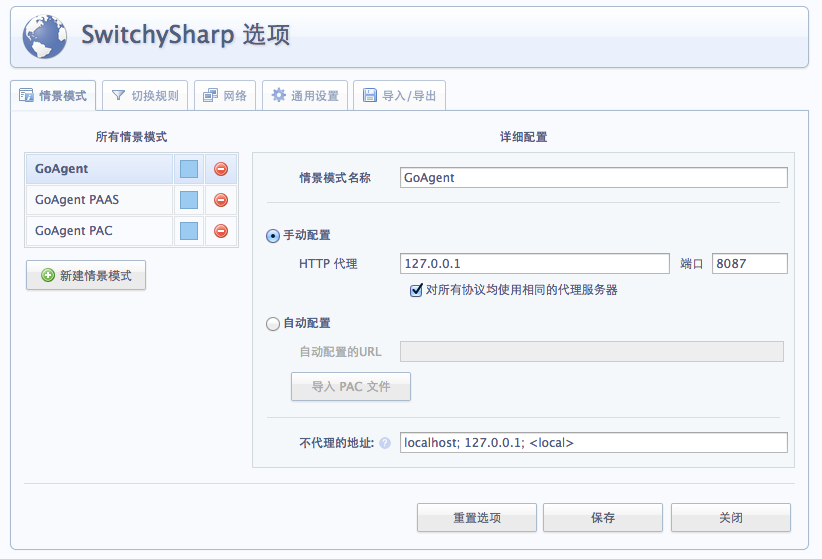 SwitchySharp 选项
情景模式 切换规则 网络 通用设置 导入/导出
所有情景模式
GoAgent
GoAgent PAAS
GoAgent PAC
新建情景模式
详细配置
情景模式名称 GoAgent
手动配置
HTTP 代理 127.0.0.1 端口 8087
对所有协议均使用相同的代理服务器
自动配置
自动配置的URL
导入 PAC 文件
不代理的地址: ? localhost; 127.0.0.1; <local>
重置选项 保存 关闭